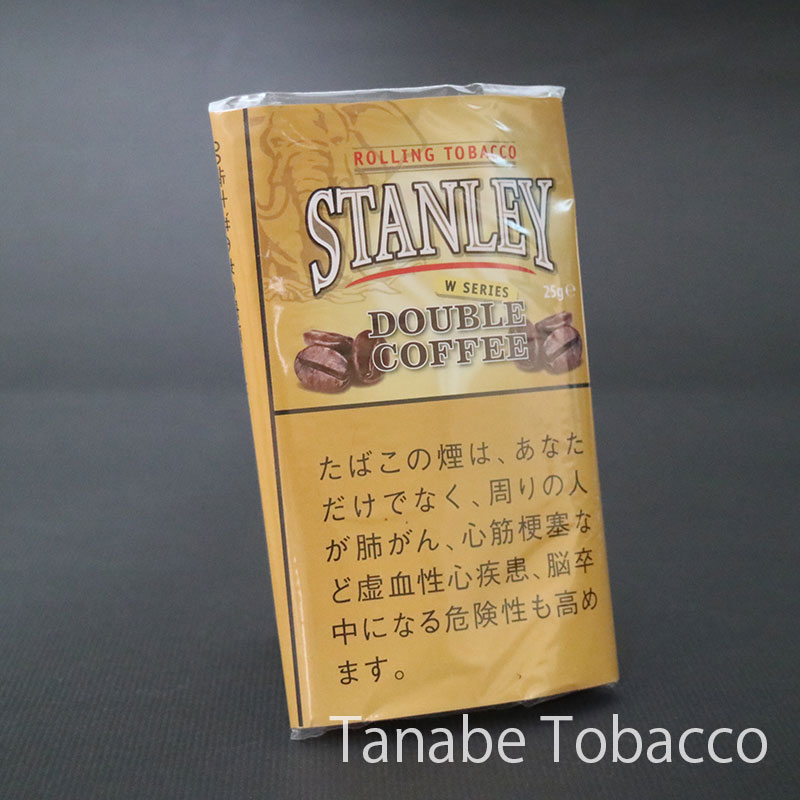 ROLLING TOBACCO
STANLEY
W SERIES
25g℮
DOUBLE
COFFEE
たばこの煙は、あなた
だけでなく、周りの人
が肺がん、心筋梗塞な
ど虚血性心疾患、脳卒
中になる危険性も高め
ます。
Tanabe Tobacco